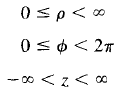 0 ≤ ρ < ∞
0 ≤ ϕ < 2π
−∞ < z < ∞